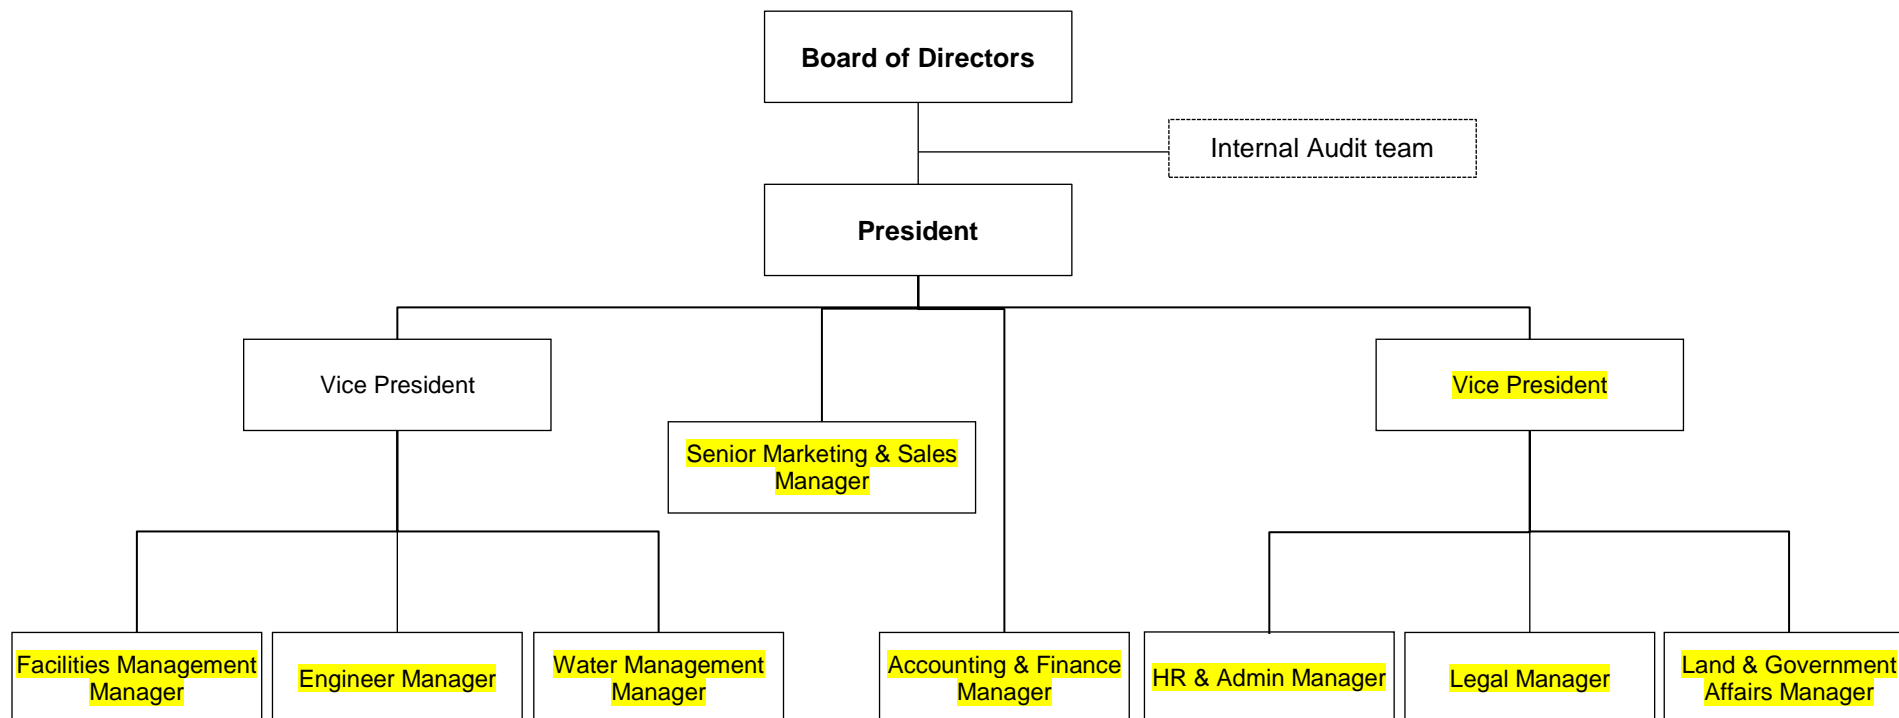 Board of Directors
Internal Audit team
President
Vice President
Vice President
Senior Marketing & Sales
Manager
Facilities Management
Manager
Engineer Manager
Water Management
Manager
Accounting & Finance
Manager
HR & Admin Manager
Legal Manager
Land & Government
Affairs Manager